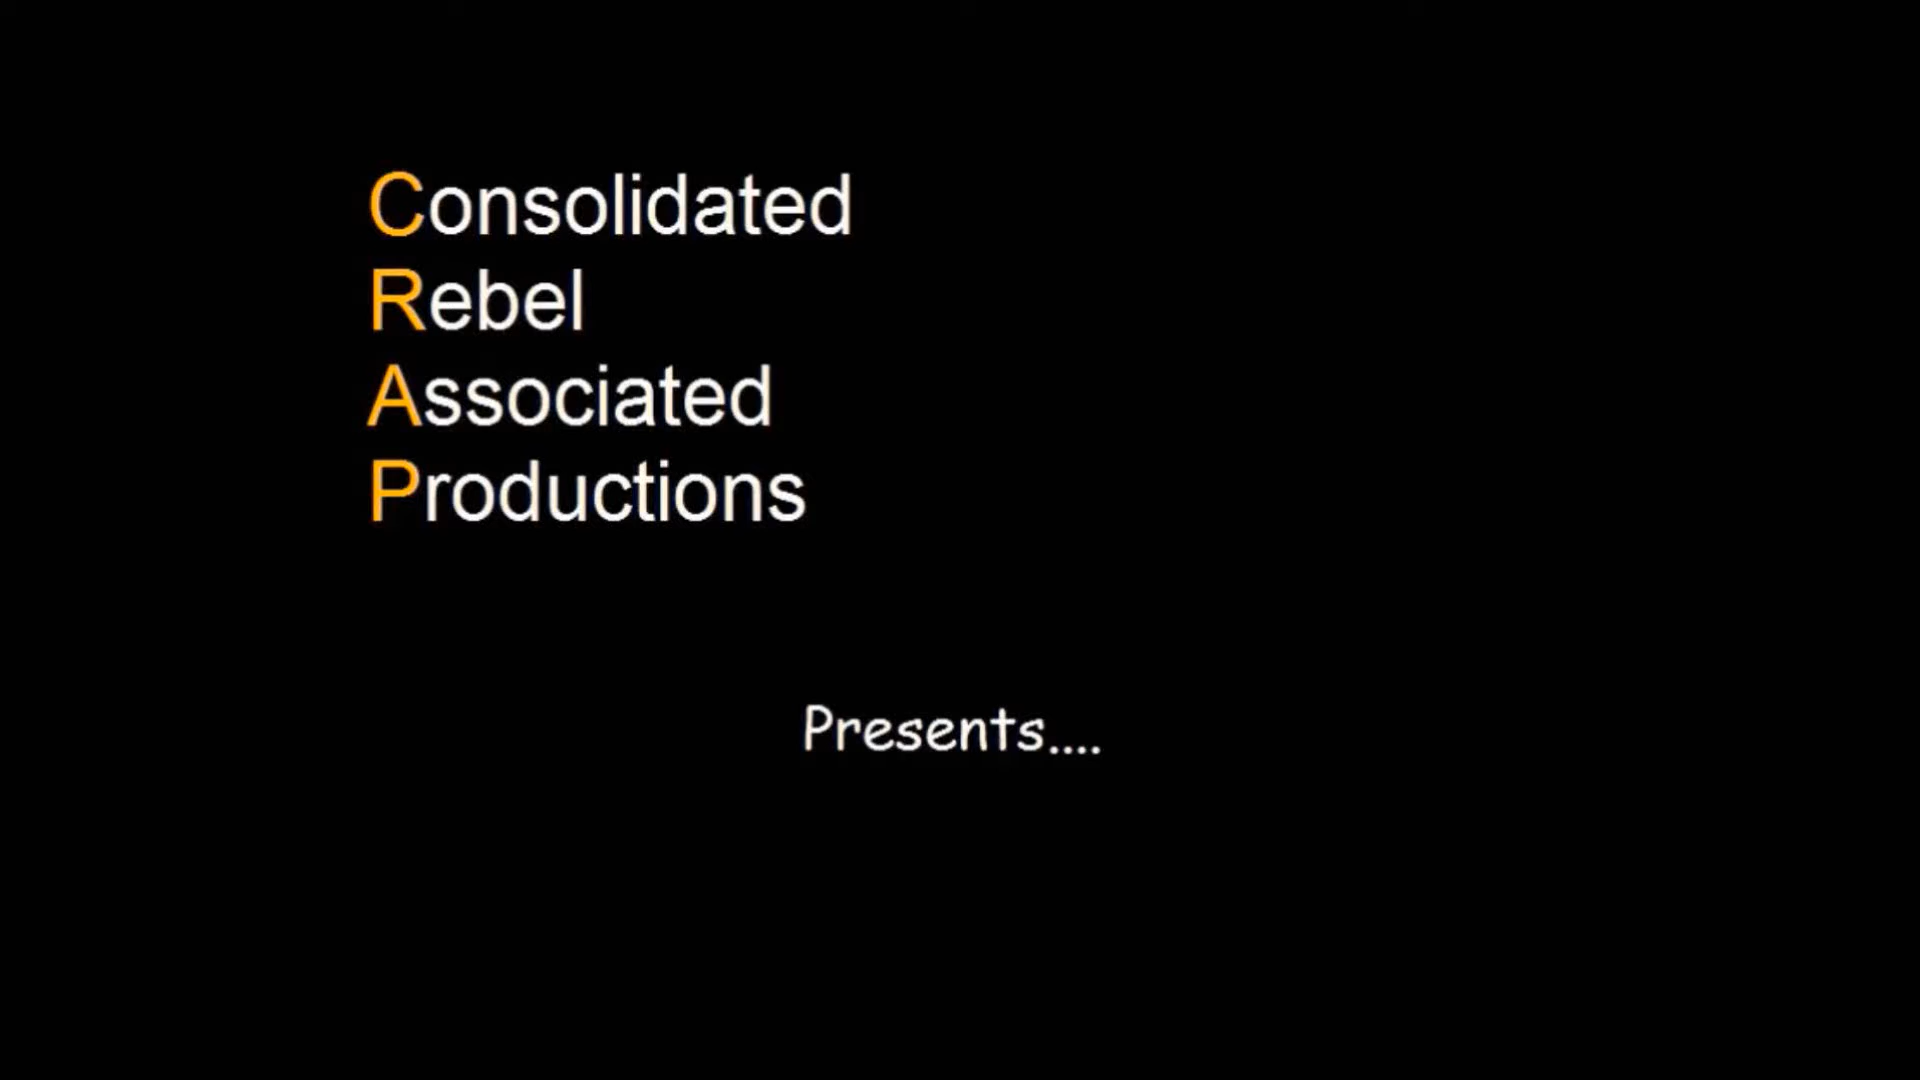 Consolidated
Rebel
Associated
Productions
Presents....